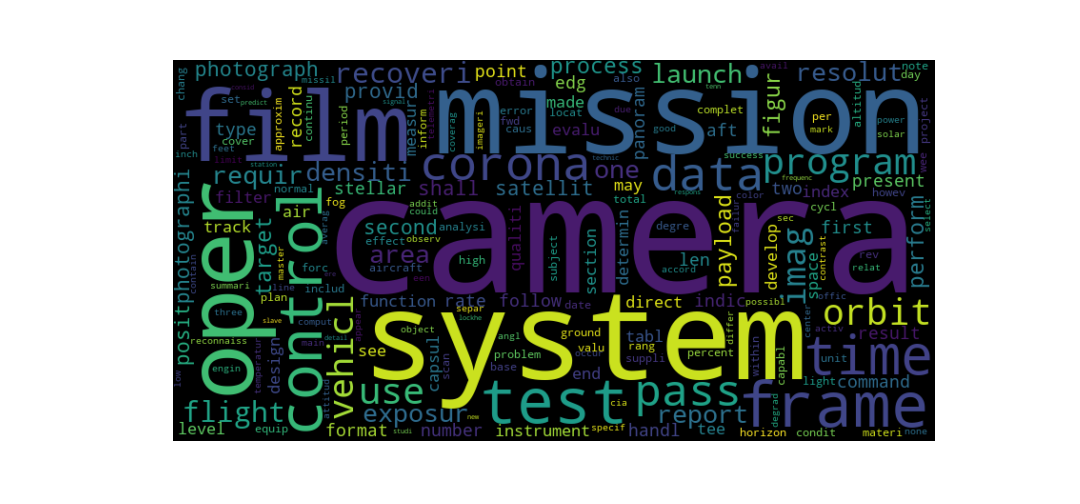 camera
system
mission
film
oper
control
test
frame
time
data
corona
program
orbit
use
pass
flight
vehicl
imag
report
exposur
requir
densiti
recoveri
provid
photograph
process
launch
resolut
figur
point
edg
made
type
set
cover
record
continu
approxim
period
measur
inform
error
fwd
caus
locat
evalu
also
due
good
aft
panoram
complet
per
mark
altitud
power
solar
note
day
project
chang
part
inch
feet
limit
station
missil
signal
predict
obtain
coverag
imageri
technic
success
frequenc
avail
filter
normal
stellar
shall
satellit
one
may
total
two
index
present
howev
color
respons
fog
air
track
target
master
forc
averag
addit
could
second
analysi
effect
observ
aircraft
area
high
qualiti
subject
section
determin
degre
len
accord
payload
develop
sec
space
contrast
cycl
first
rev
relat
perform
select
photographi
posit
contain
summari
three
reconnaiss
low
engin
temperatur
plan
line
slave
includ
comput
main
detail
design
attitud
level
equip
function
rate
follow
date
direct
indic
possibl
offic
center
activ
result
unit
command
light
capabl
within
differ
percent
tabl
rang
suppli
ground
valu
occur
angl
problem
base
end
object
separ
lockhe
capsul
scan
see
appear
format
studi
number
new
instrument
specif
cia
handl
tee
horizon
condit
degrad
materi
none